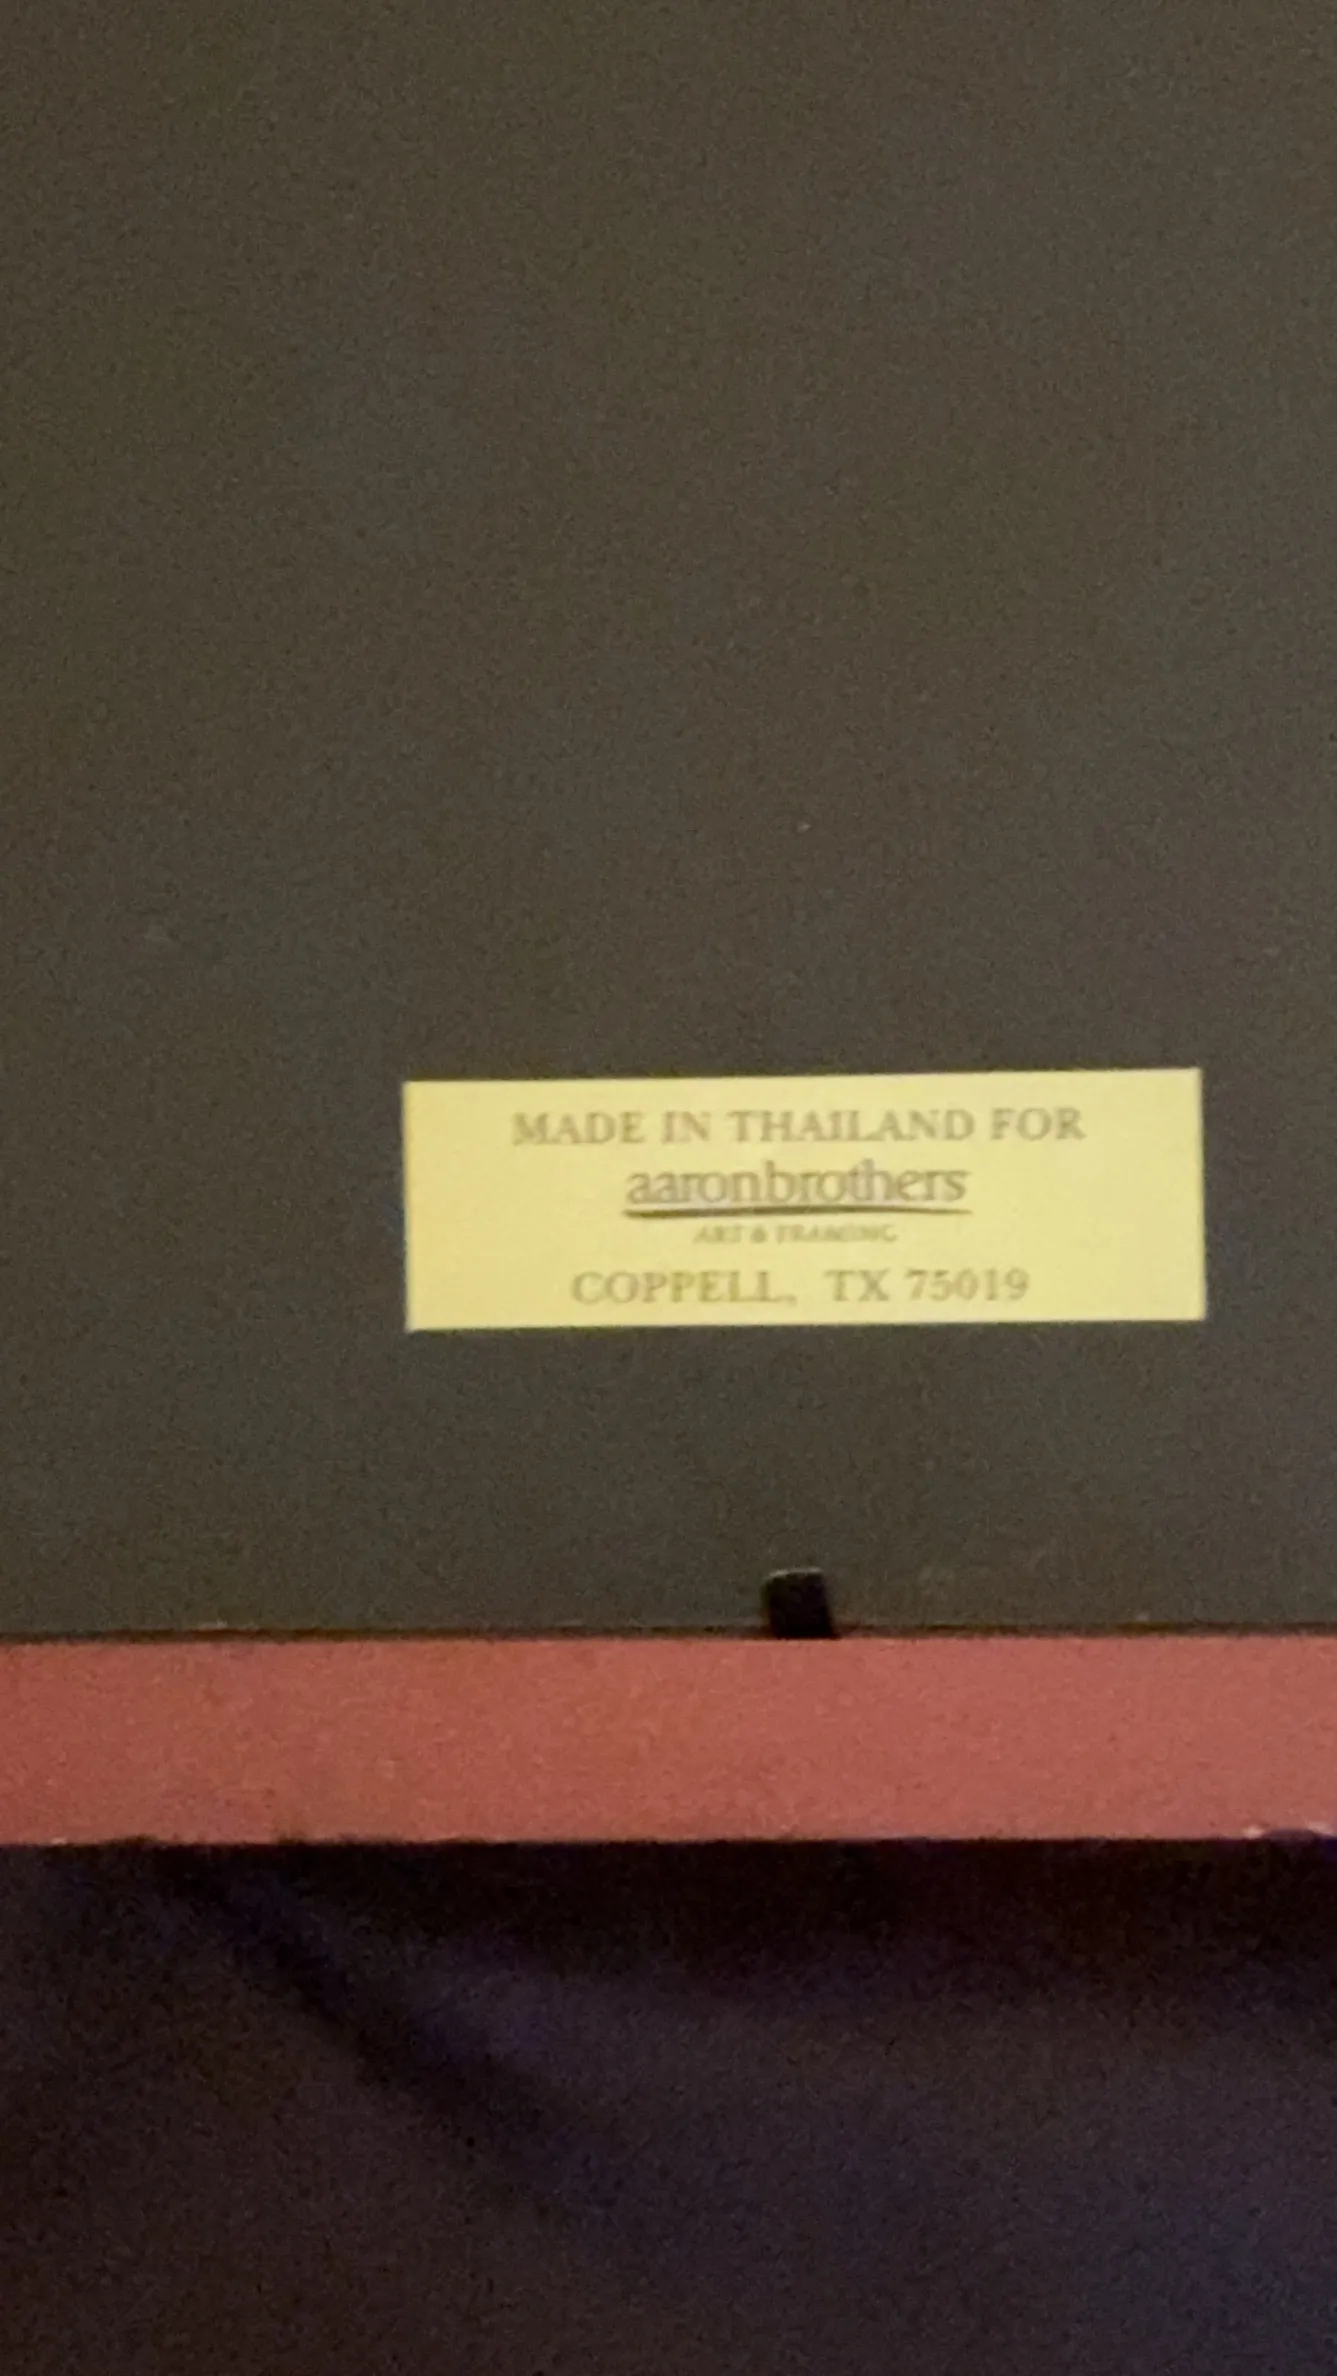 MADE IN THAILAND FOR
aaronbrothers
ART & FRAMING
COPPELL, TX 75019